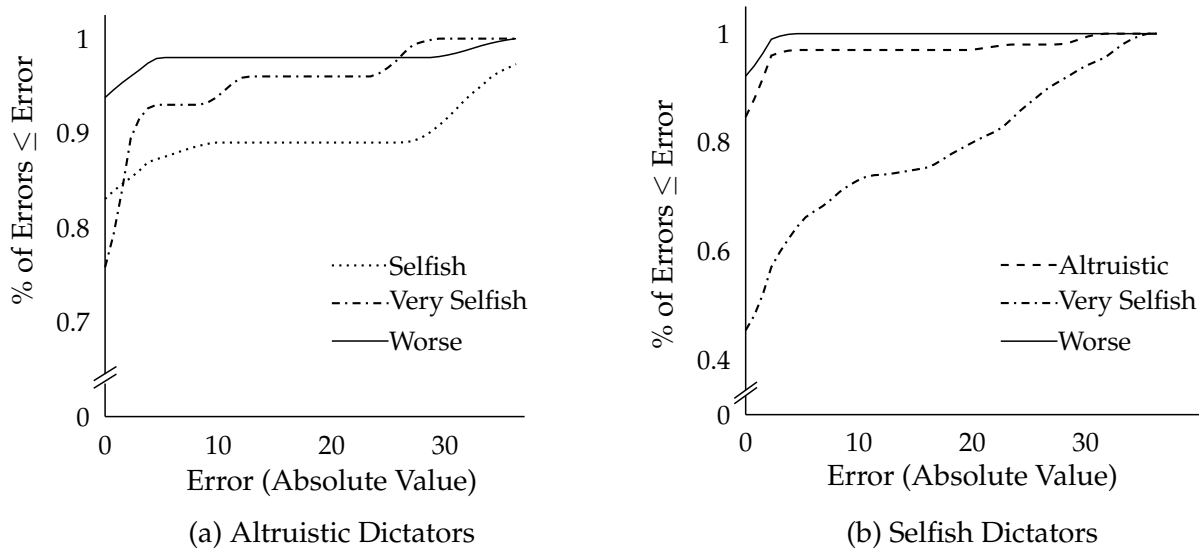 % of Errors ≤ Error
1
0.9
0.8
0.7
0
Selfish
Very Selfish
Worse
0 10 20 30
Error (Absolute Value)
(a) Altruistic Dictators
% of Errors ≤ Error
1
0.8
0.6
0.4
0
Altruistic
Very Selfish
Worse
0 10 20 30
Error (Absolute Value)
(b) Selfish Dictators